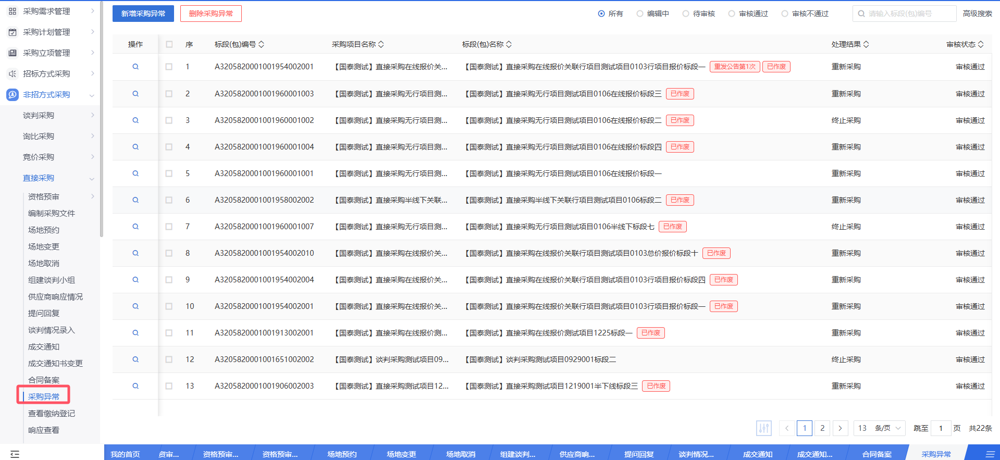 采购需求管理
采购计划管理
采购立项管理
招标方式采购
非招方式采购
谈判采购
询比采购
竞价采购
直接采购
资格预审
编制采购文件
场地预约
场地变更
场地取消
组建谈判小组
供应商响应情况
提问回复
谈判情况录入
成交通知
成交通知书变更
合同备案
采购异常
查看缴纳登记
响应查看
新增采购异常 删除采购异常 所有 编辑中 待审核 审核通过 审核不通过 请输入标段(包)编号 高级搜索
操作 序 标段(包)编号 采购项目名称 标段(包)名称 处理结果 审核状态
1 A3205820001001954002001 【国泰测试】直接采购在线报价关... 【国泰测试】直接采购在线报价关联行项目测试项目0103行项目报价标段一 重发公告第1次 已作废 重新采购 审核通过
2 A3205820001001960001003 【国泰测试】直接采购无行项目测... 【国泰测试】直接采购无行项目测试项目0106在线报价标段三 已作废 重新采购 审核通过
3 A3205820001001960001002 【国泰测试】直接采购无行项目测... 【国泰测试】直接采购无行项目测试项目0106在线报价标段二 已作废 终止采购 审核通过
4 A3205820001001960001004 【国泰测试】直接采购无行项目测... 【国泰测试】直接采购无行项目测试项目0106在线报价标段四 已作废 重新采购 审核通过
5 A3205820001001960001001 【国泰测试】直接采购无行项目测... 【国泰测试】直接采购无行项目测试项目0106在线报价标段一 重新采购 审核通过
6 A3205820001001958002002 【国泰测试】直接采购半线下关联... 【国泰测试】直接采购半线下关联行项目测试项目0106标段二 已作废 重新采购 审核通过
7 A3205820001001960001007 【国泰测试】直接采购无行项目测... 【国泰测试】直接采购无行项目测试项目0106半线下标段七 已作废 终止采购 审核通过
8 A3205820001001954002010 【国泰测试】直接采购在线报价关... 【国泰测试】直接采购在线报价关联行项目测试项目0103总价报价标段十 已作废 重新采购 审核通过
9 A3205820001001954002004 【国泰测试】直接采购在线报价关... 【国泰测试】直接采购在线报价关联行项目测试项目0103行项目报价标段四 已作废 重新采购 审核通过
10 A3205820001001954002001 【国泰测试】直接采购在线报价关... 【国泰测试】直接采购在线报价关联行项目测试项目0103行项目报价标段一 已作废 重新采购 审核通过
11 A3205820001001913002001 【国泰测试】直接采购在线报价测... 【国泰测试】直接采购在线报价测试项目1225标段一 已作废 重新采购 审核通过
12 A3205820001001651002002 【国泰测试】谈判采购测试项目09... 【国泰测试】谈判采购测试项目0929001标段二 终止采购 审核通过
13 A3205820001001906002003 【国泰测试】直接采购测试项目12... 【国泰测试】直接采购测试项目1219001半下线标段三 已作废 重新采购 审核通过
1 2 13 条/页 跳至 1 页 共22条
我的首页 资审... 资格预审... 资格预审... 场地预约 场地变更 场地取消 组建谈判... 供应商响... 提问回复 谈判情况... 成交通知 成交通知... 合同备案 采购异常